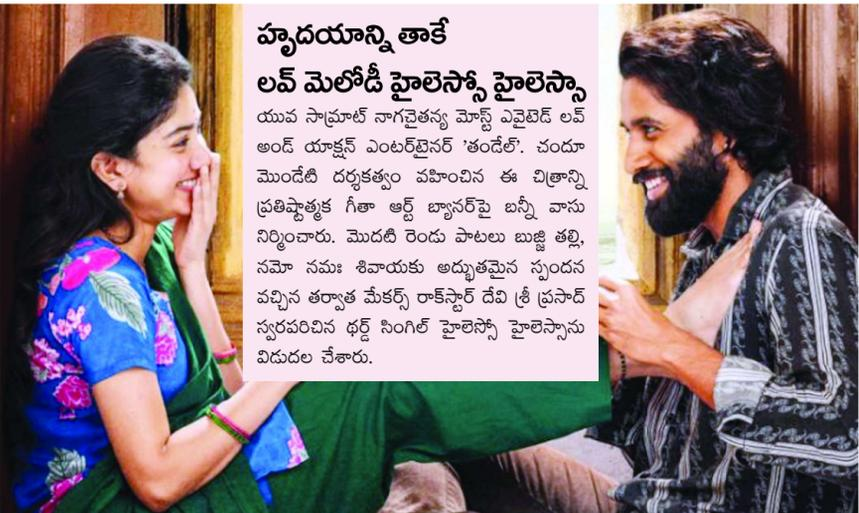 హృదయాన్ని తాకే
లవ్ మెలోడీ హైలెస్సో హైలెస్సా
యువ సామ్రాట్ నాగచైతన్య మోస్ట్ ఎవైటెడ్ లవ్
అండ్ యాక్షన్ ఎంటర్‌టైనర్ 'తండేల్'. చందూ
మొండేటి దర్శకత్వం వహించిన ఈ చిత్రాన్ని
ప్రతిష్టాత్మక గీతా ఆర్ట్ బ్యానర్‌పై బన్నీ వాసు
నిర్మించారు. మొదటి రెండు పాటలు బుజ్జి తల్లి,
నమో నమః శివాయకు అద్భుతమైన స్పందన
వచ్చిన తర్వాత మేకర్స్ రాక్‌స్టార్ దేవి శ్రీ ప్రసాద్
స్వరపరిచిన థర్డ్ సింగిల్ హైలెస్సో హైలెస్సాను
విడుదల చేశారు.